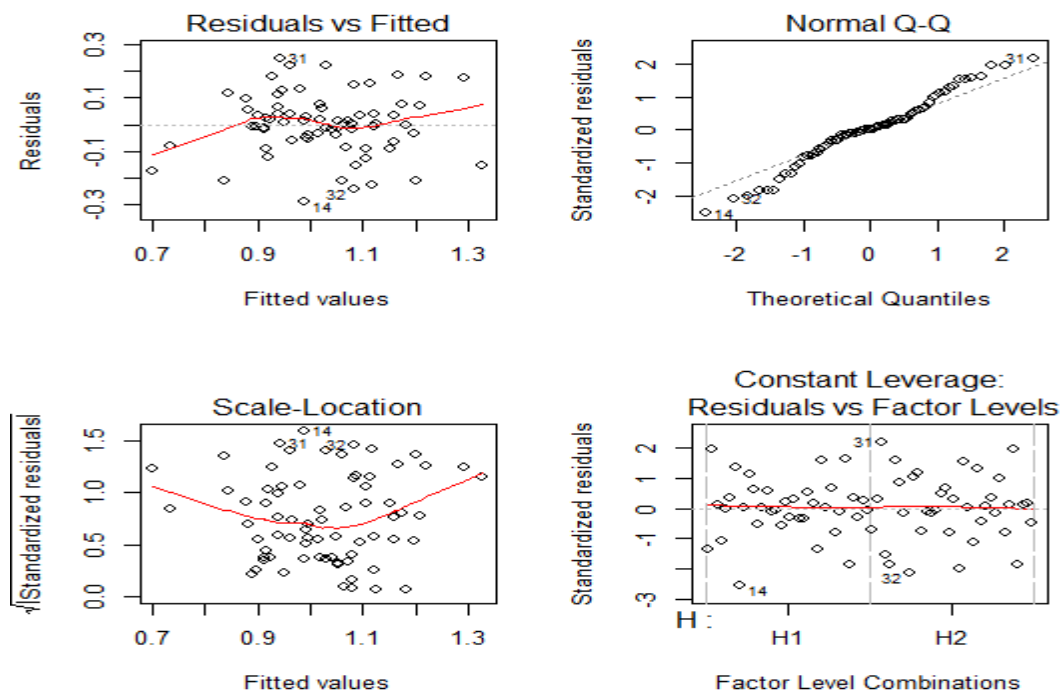 Residuals vs Fitted
Residuals
0.3
0.1
-0.1
-0.3
31
32
14
0.7
0.9
1.1
1.3
Fitted values
Normal Q-Q
Standardized residuals
2
1
0
-1
-2
31
32
14
-2
-1
0
1
2
Theoretical Quantiles
Scale-Location
√|Standardized residuals|
1.5
1.0
0.5
0.0
14
31
32
0.7
0.9
1.1
1.3
Fitted values
Constant Leverage:
Residuals vs Factor Levels
Standardized residuals
2
1
0
-1
-3
31
32
14
H :
H1
H2
Factor Level Combinations